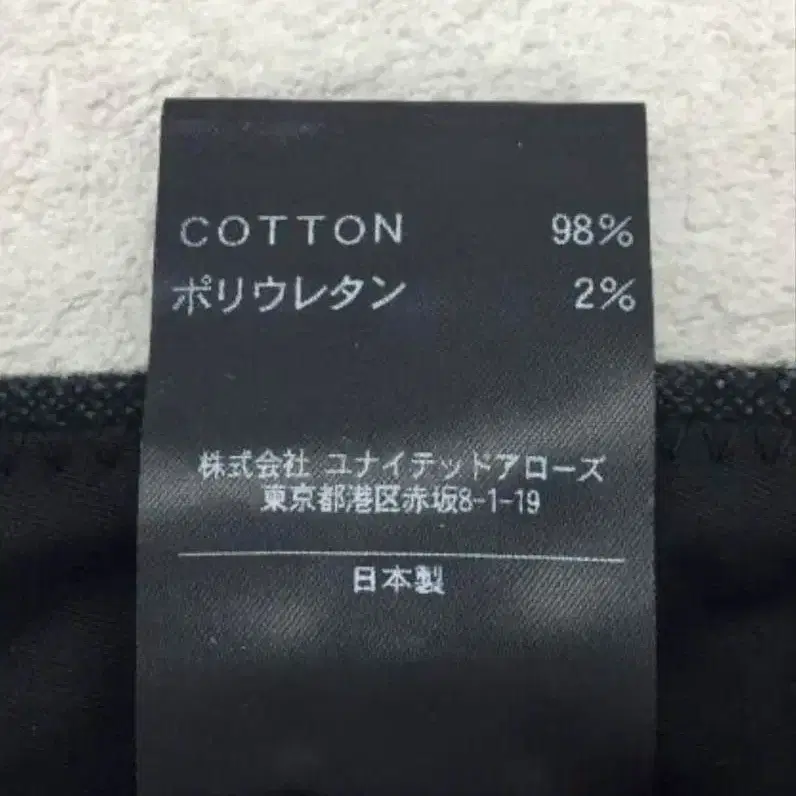 COTTON 98%
ポリウレタン 2%
株式会社 ユナイテッドアローズ
東京都港区赤坂8-1-19
日本製